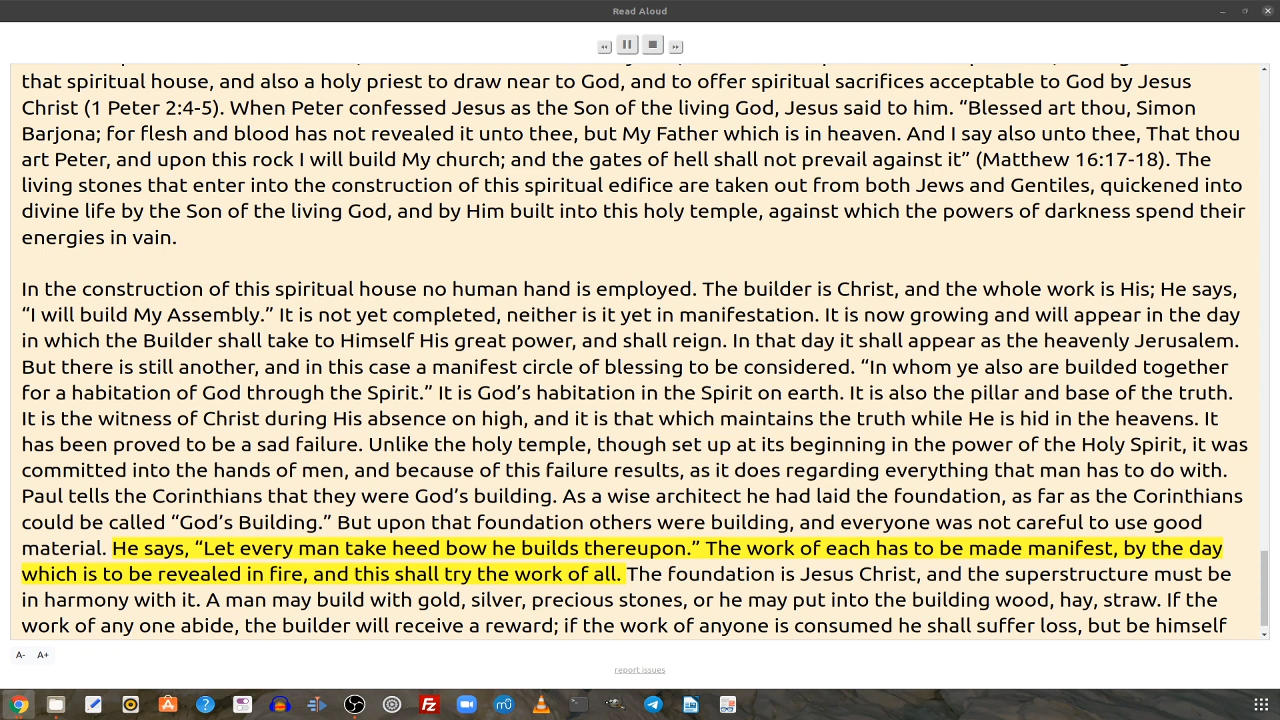 Read Aloud
that spiritual house, and also a holy priest to draw near to God, and to offer spiritual sacrifices acceptable to God by Jesus
Christ (1 Peter 2:4-5). When Peter confessed Jesus as the Son of the living God, Jesus said to him. “Blessed art thou, Simon
Barjona; for flesh and blood has not revealed it unto thee, but My Father which is in heaven. And I say also unto thee, That thou
art Peter, and upon this rock I will build My church; and the gates of hell shall not prevail against it” (Matthew 16:17-18). The
living stones that enter into the construction of this spiritual edifice are taken out from both Jews and Gentiles, quickened into
divine life by the Son of the living God, and by Him built into this holy temple, against which the powers of darkness spend their
energies in vain.
In the construction of this spiritual house no human hand is employed. The builder is Christ, and the whole work is His; He says,
“I will build My Assembly.” It is not yet completed, neither is it yet in manifestation. It is now growing and will appear in the day
in which the Builder shall take to Himself His great power, and shall reign. In that day it shall appear as the heavenly Jerusalem.
But there is still another, and in this case a manifest circle of blessing to be considered. “In whom ye also are builded together
for a habitation of God through the Spirit.” It is God’s habitation in the Spirit on earth. It is also the pillar and base of the truth.
It is the witness of Christ during His absence on high, and it is that which maintains the truth while He is hid in the heavens. It
has been proved to be a sad failure. Unlike the holy temple, though set up at its beginning in the power of the Holy Spirit, it was
committed into the hands of men, and because of this failure results, as it does regarding everything that man has to do with.
Paul tells the Corinthians that they were God’s building. As a wise architect he had laid the foundation, as far as the Corinthians
could be called “God’s Building.” But upon that foundation others were building, and everyone was not careful to use good
material. He says, “Let every man take heed bow he builds thereupon.” The work of each has to be made manifest, by the day
which is to be revealed in fire, and this shall try the work of all. The foundation is Jesus Christ, and the superstructure must be
in harmony with it. A man may build with gold, silver, precious stones, or he may put into the building wood, hay, straw. If the
work of any one abide, the builder will receive a reward; if the work of anyone is consumed he shall suffer loss, but be himself
A- A+
report issues